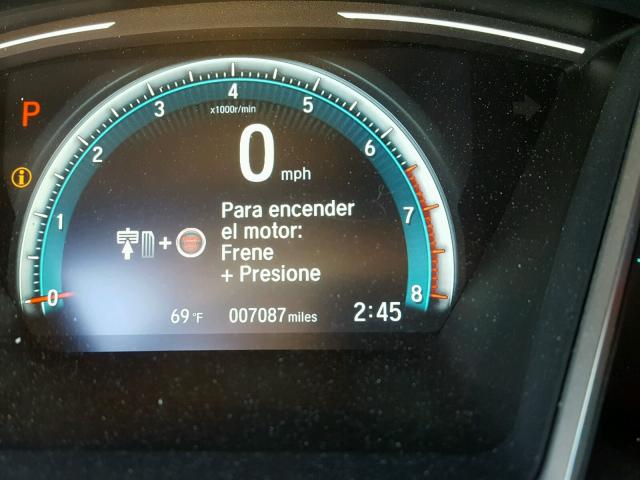 4
3
5
x1000r/min
P
2
6
0 mph
i
Para encender
1
7
el motor:
+
Frene
+ Presione
0
8
69°F 007087 miles 2:45